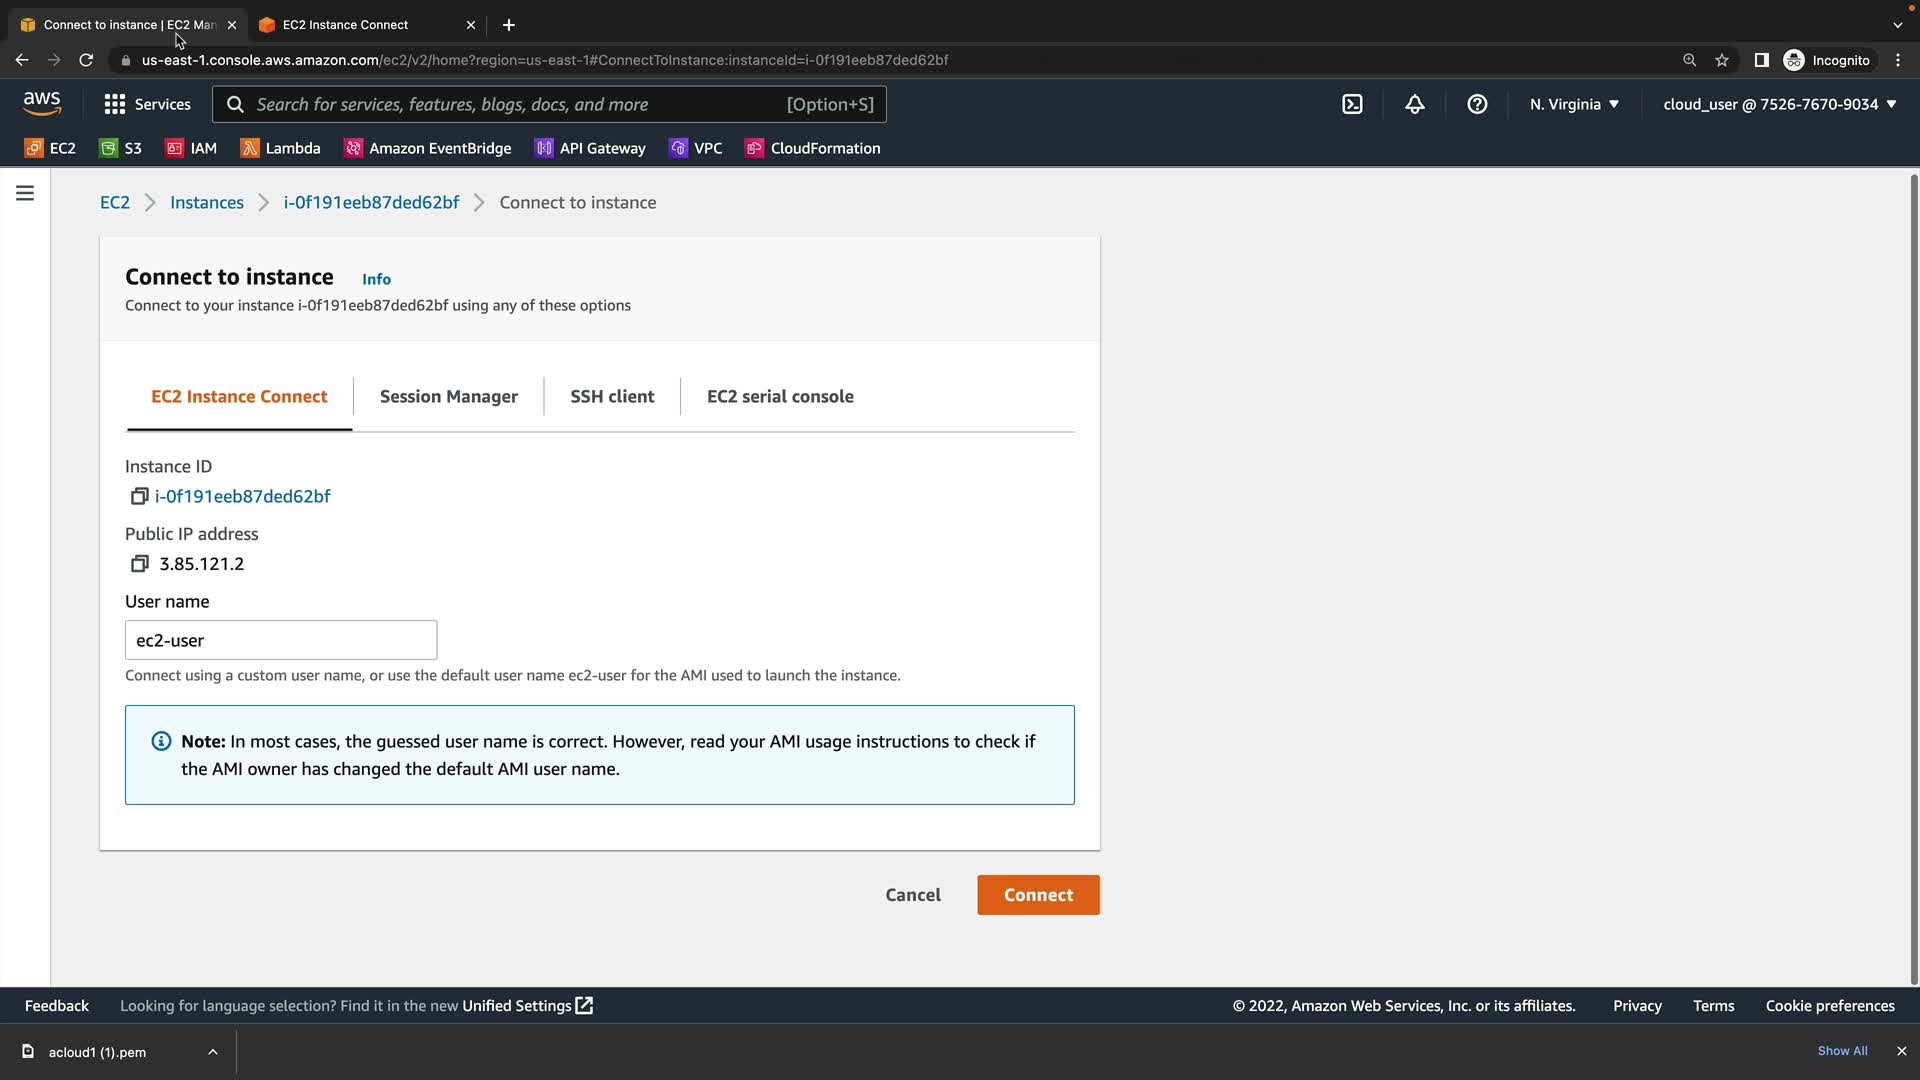 Connect to instance | EC2 Man
EC2 Instance Connect
us-east-1.console.aws.amazon.com/ec2/v2/home?region=us-east-1#ConnectToInstance:instanceId=i-0f191eeb87ded62bf
Incognito
aws
Services
Search for services, features, blogs, docs, and more
[Option+S]
N. Virginia
cloud_user @ 7526-7670-9034
EC2
S3
IAM
Lambda
Amazon EventBridge
API Gateway
VPC
CloudFormation
EC2
Instances
i-0f191eeb87ded62bf
Connect to instance
Connect to instance
Info
Connect to your instance i-0f191eeb87ded62bf using any of these options
EC2 Instance Connect
Session Manager
SSH client
EC2 serial console
Instance ID
i-0f191eeb87ded62bf
Public IP address
3.85.121.2
User name
ec2-user
Connect using a custom user name, or use the default user name ec2-user for the AMI used to launch the instance.
Note: In most cases, the guessed user name is correct. However, read your AMI usage instructions to check if
the AMI owner has changed the default AMI user name.
Cancel
Connect
Feedback
Looking for language selection? Find it in the new Unified Settings
© 2022, Amazon Web Services, Inc. or its affiliates.
Privacy
Terms
Cookie preferences
acloud1 (1).pem
Show All